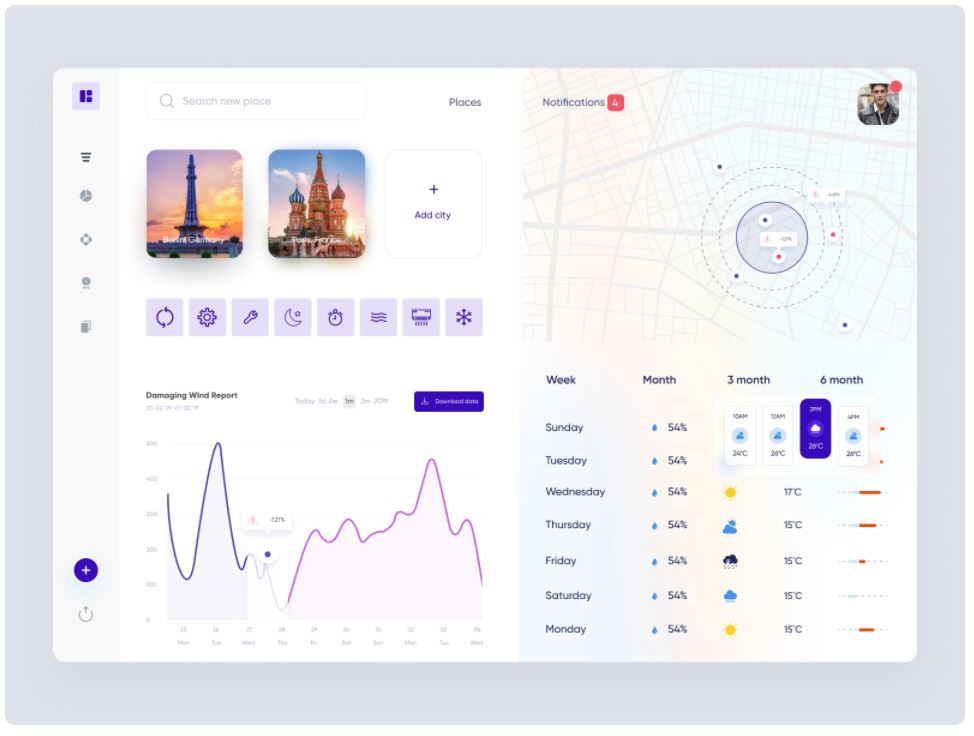 Search new place
Places
Notifications 4
Berlin, Germany
Paris, France
+
Add city
Damaging Wind Report
20/02/19-27/02/19
Today 7d 2w 1m 3m 2019
Download data
500
400
300
200
100
0
-7.27%
25 26 27 28 29 30 01 02 03 04
Mon Tue Wed Thu Fri Sat Sun Mon Tue Wed
Week Month 3 month 6 month
10AM 12AM 2PM 4PM
24°C 26°C 26°C 26°C
Sunday 54%
Tuesday 54%
Wednesday 54% 17°C
Thursday 54% 15°C
Friday 54% 15°C
Saturday 54% 15°C
Monday 54% 15°C